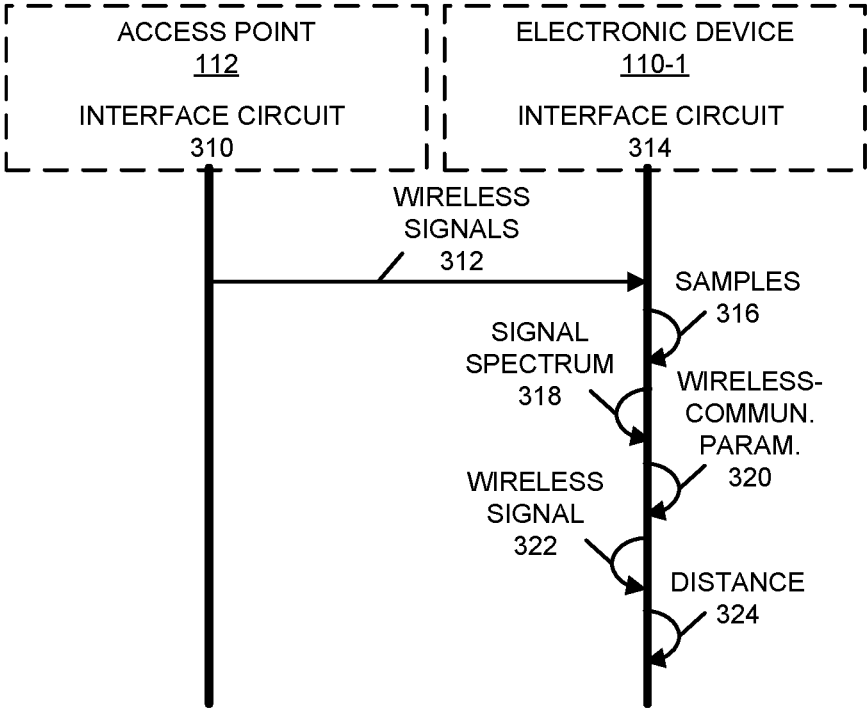 ACCESS POINT
112
INTERFACE CIRCUIT
310
ELECTRONIC DEVICE
110-1
INTERFACE CIRCUIT
314
WIRELESS
SIGNALS
312
SAMPLES
316
SIGNAL
SPECTRUM
318
WIRELESS-
COMMUN.
PARAM.
320
WIRELESS
SIGNAL
322
DISTANCE
324